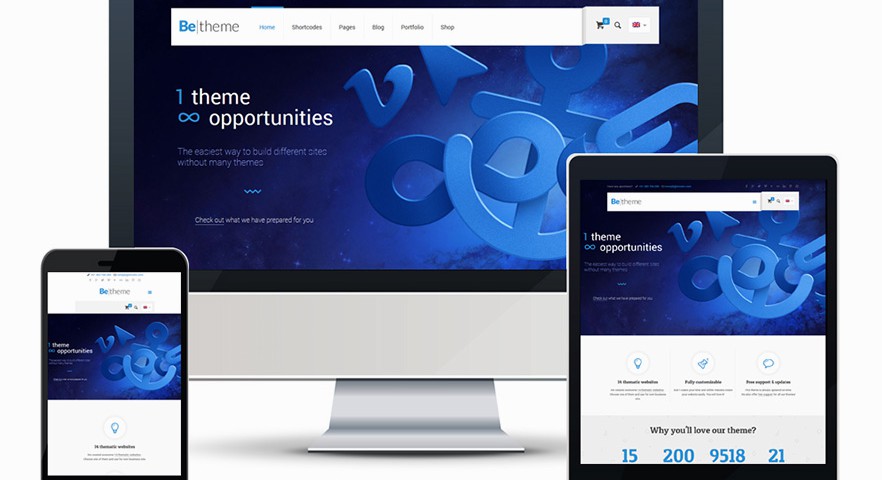 Be|theme
Home Shortcodes Pages Blog Portfolio Shop
1 theme
∞ opportunities
The easiest way to build different sites
without many themes
Check out what we have prepared for you
Be|theme
1 theme
∞ opportunities
The easiest way to build different sites
without many themes
Check out what we have prepared for you
16 thematic websites
Fully customizable
Free support & updates
Why you'll love our theme?
15 200 9518 21
Be|theme
1 theme
∞ opportunities
16 thematic websites